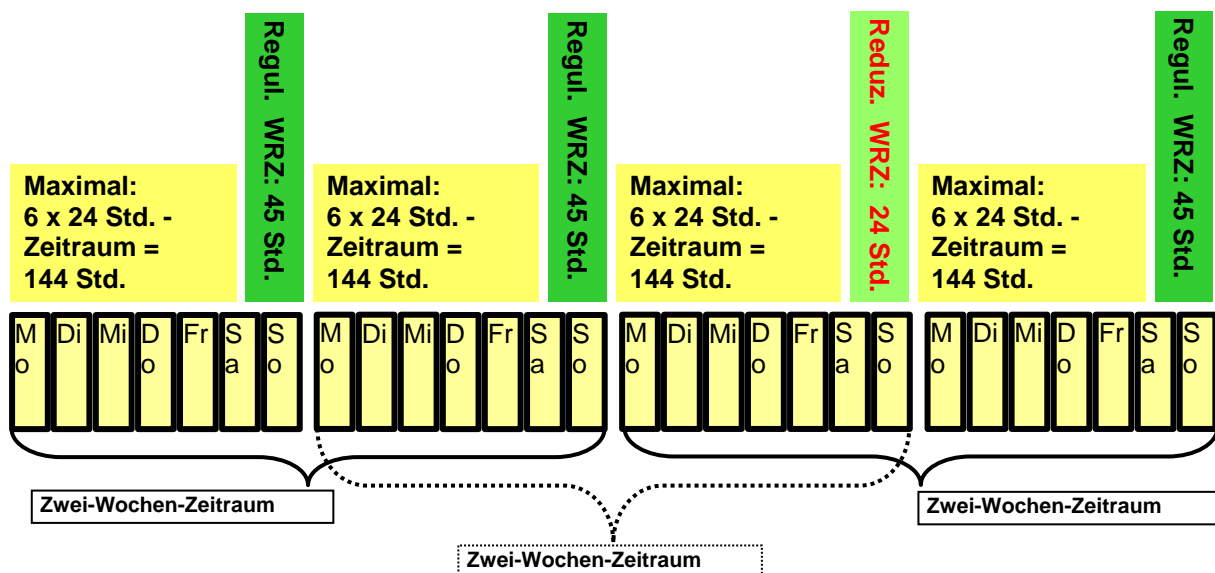 Regul. WRZ: 45 Std.
Regul. WRZ: 45 Std.
Reduz. WRZ: 24 Std.
Regul. WRZ: 45 Std.
Maximal:
6 x 24 Std. -
Zeitraum =
144 Std.
Maximal:
6 x 24 Std. -
Zeitraum =
144 Std.
Maximal:
6 x 24 Std. -
Zeitraum =
144 Std.
Maximal:
6 x 24 Std. -
Zeitraum =
144 Std.
Mo Di Mi Do Fr Sa So
Mo Di Mi Do Fr Sa So
Mo Di Mi Do Fr Sa So
Mo Di Mi Do Fr Sa So
Zwei-Wochen-Zeitraum
Zwei-Wochen-Zeitraum
Zwei-Wochen-Zeitraum